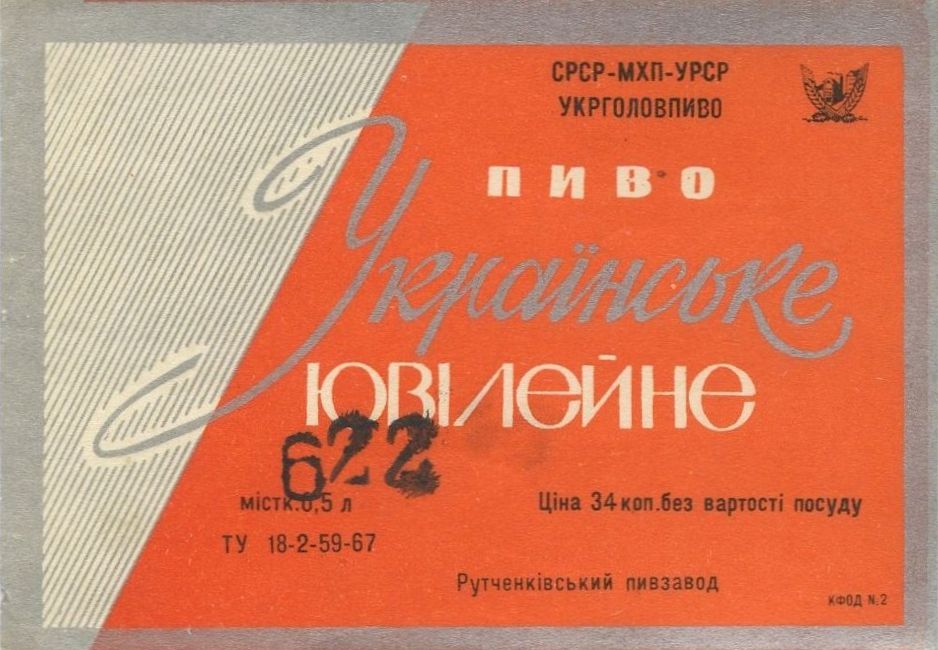 СРСР-МХП-УРСР
УКРГОЛОВПИВО
ПИВО
Українське
ЮВІЛЕЙНЕ
622
містк. 0,5 л
Ціна 34 коп. без вартості посуду
ТУ 18-2-59-67
Рутченківський пивзавод
КФОД №2